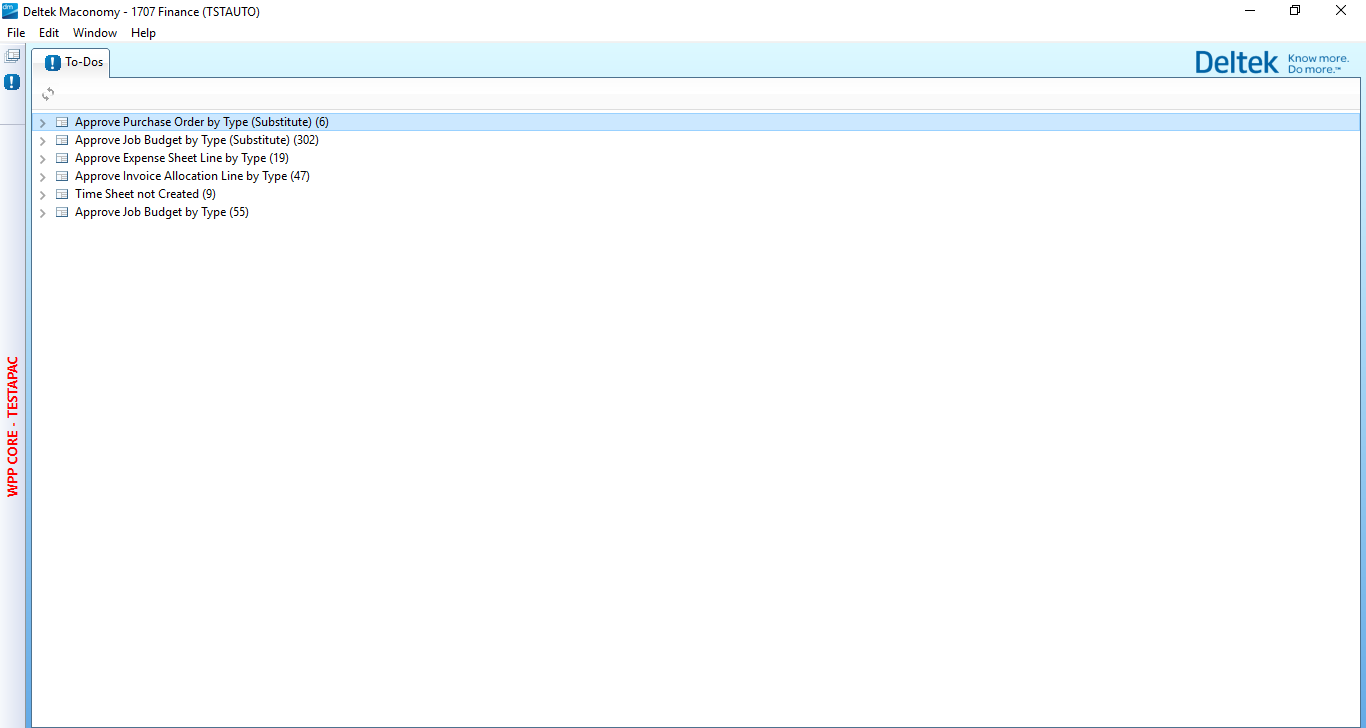 Deltek Maconomy - 1707 Finance (TSTAUTO)
File Edit Window Help
To-Dos
Deltek Know more.
Do more.™
Approve Purchase Order by Type (Substitute) (6)
Approve Job Budget by Type (Substitute) (302)
Approve Expense Sheet Line by Type (19)
Approve Invoice Allocation Line by Type (47)
Time Sheet not Created (9)
Approve Job Budget by Type (55)
WPP CORE - TESTAPAC